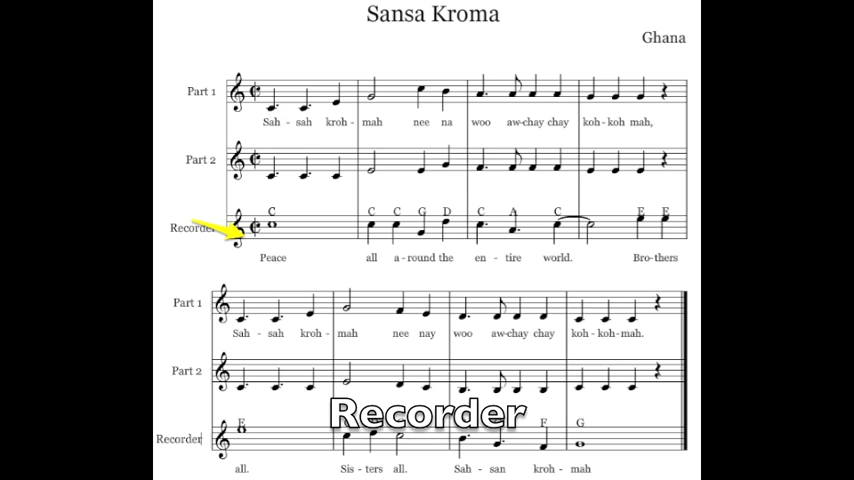 Sansa Kroma
Ghana
Part 1
Sah - sah kroh - mah nee na woo aw-chay chay koh-koh mah,
Part 2
C C C G D C A C E E
Recorder
Peace all a-round the en - tire world. Bro-thers
Part 1
Sah - sah kroh - mah nee nay woo aw-chay chay koh-koh-mah.
Part 2
Recorder
E F G
Recorder
all. Sis - ters all. Sah - san kroh - mah